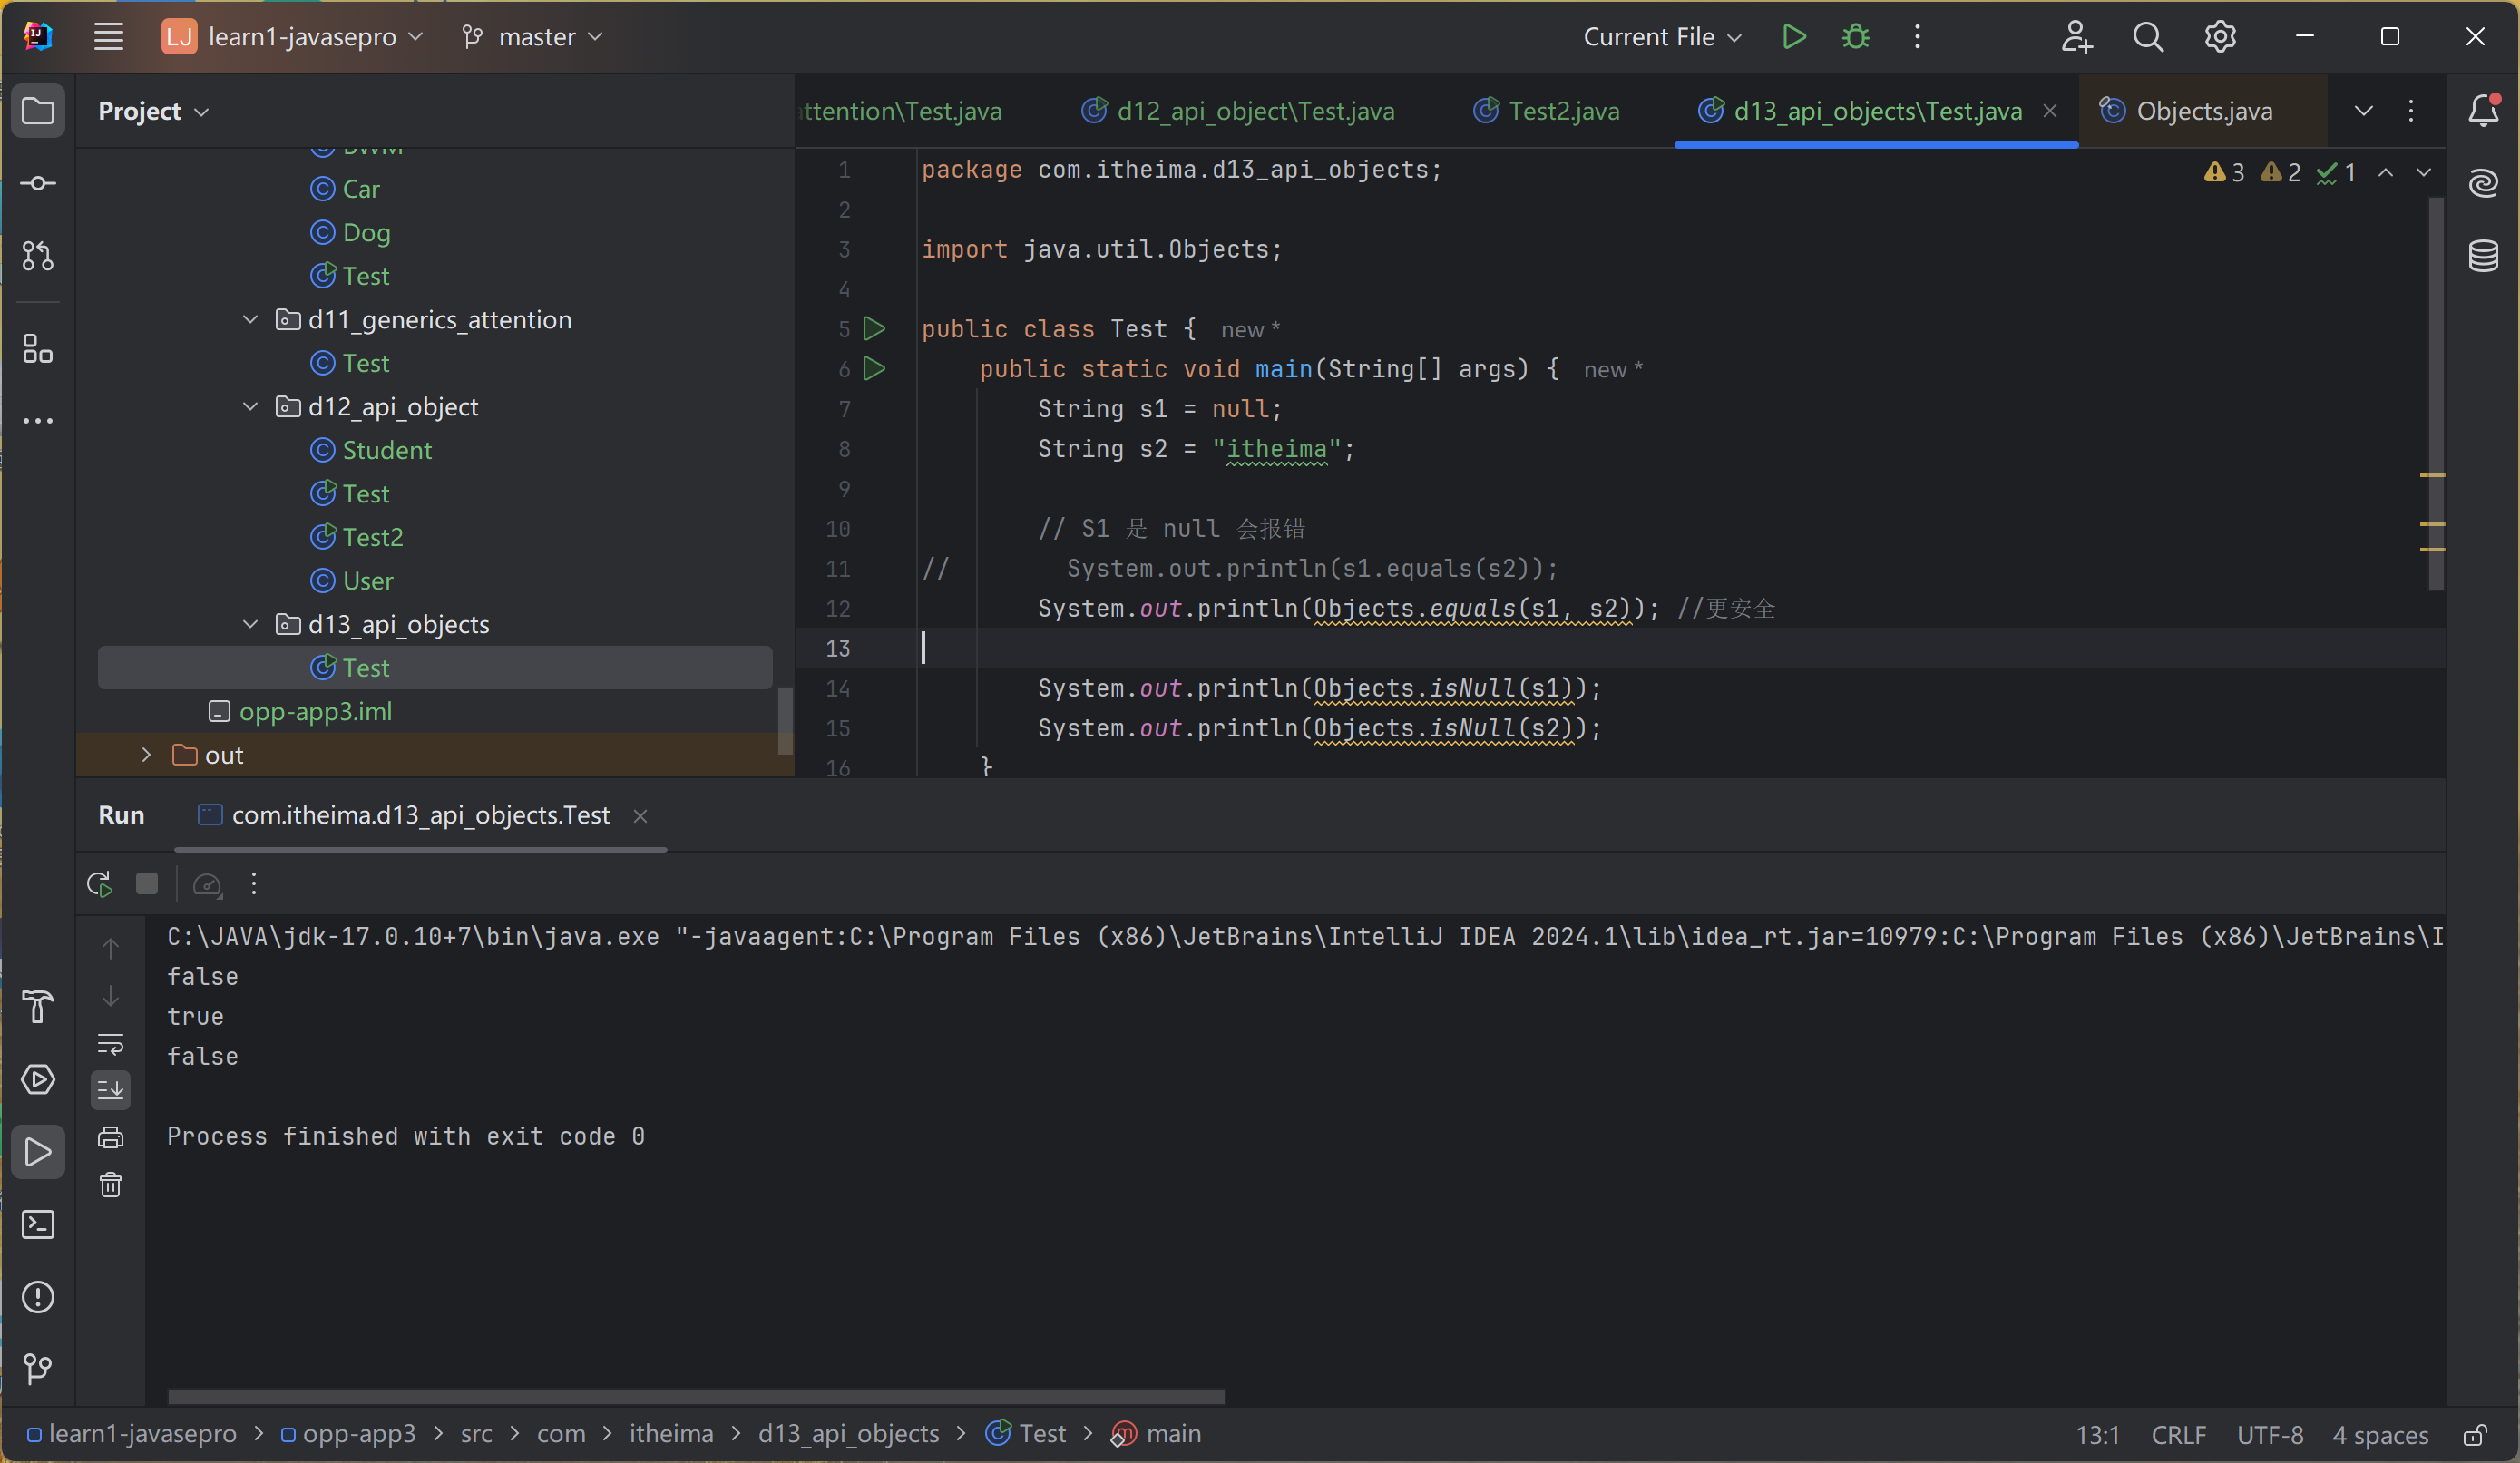 LJ learn1-javasepro master Current File
Project
attention\Test.java d12_api_object\Test.java Test2.java d13_api_objects\Test.java Objects.java
BWM
Car
Dog
Test
d11_generics_attention
Test
d12_api_object
Student
Test
Test2
User
d13_api_objects
Test
opp-app3.iml
out
3 2 1
1 package com.itheima.d13_api_objects;
2
3 import java.util.Objects;
4
5 public class Test { new *
6 public static void main(String[] args) { new *
7 String s1 = null;
8 String s2 = "itheima";
9
10 // S1 是 null 会报错
11 // System.out.println(s1.equals(s2));
12 System.out.println(Objects.equals(s1, s2)); //更安全
13
14 System.out.println(Objects.isNull(s1));
15 System.out.println(Objects.isNull(s2));
16 }
Run com.itheima.d13_api_objects.Test
C:\JAVA\jdk-17.0.10+7\bin\java.exe "-javaagent:C:\Program Files (x86)\JetBrains\IntelliJ IDEA 2024.1\lib\idea_rt.jar=10979:C:\Program Files (x86)\JetBrains\I
false
true
false
Process finished with exit code 0
learn1-javasepro > opp-app3 > src > com > itheima > d13_api_objects > Test > main 13:1 CRLF UTF-8 4 spaces